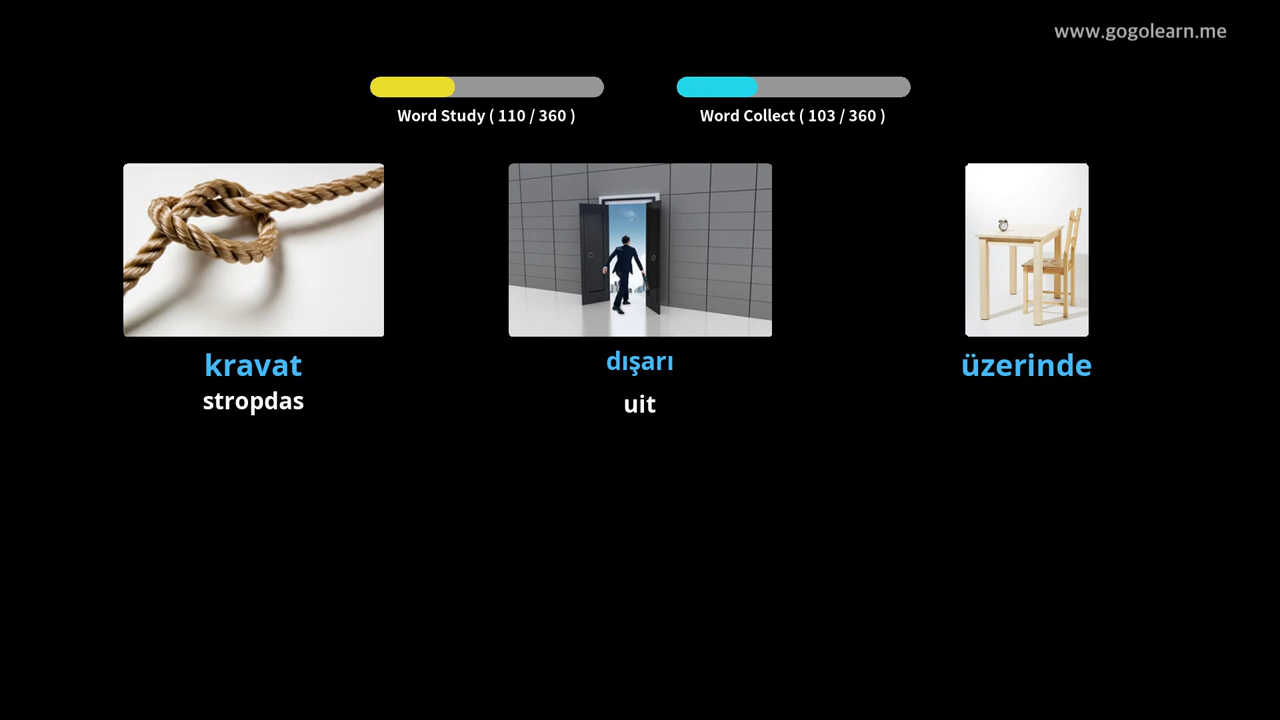 www.gogolearn.me
Word Study ( 110 / 360 )
Word Collect ( 103 / 360 )
kravat
stropdas
dışarı
uit
üzerinde